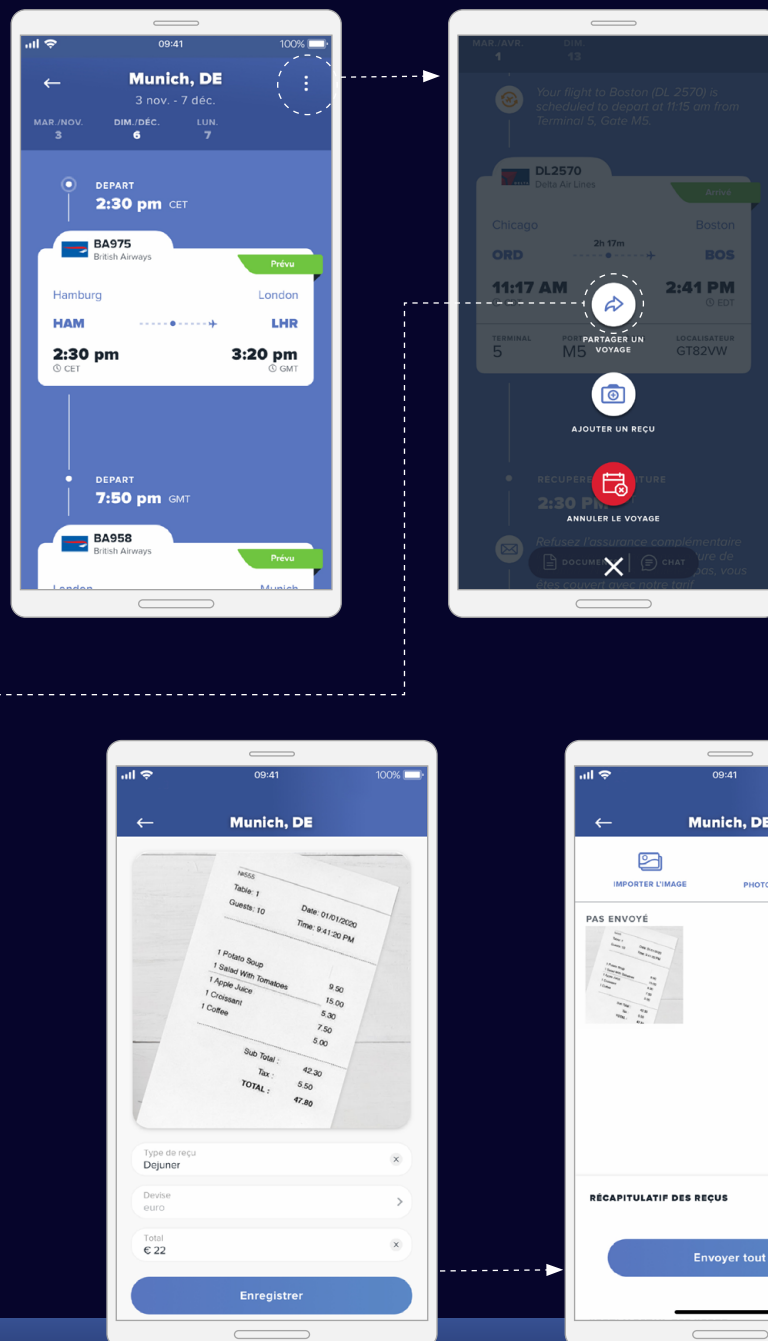 09:41
100%
Munich, DE
3 nov. - 7 déc.
MAR./NOV. DIM./DÉC. LUN.
3 6 7
DÉPART
2:30 pm CET
BA975
British Airways
Prévu
Hamburg London
HAM LHR
2:30 pm 3:20 pm
CET GMT
DÉPART
7:50 pm GMT
BA958
British Airways
Prévu
London Munich
MAR./AVR. DIM.
1 13
Your flight to Boston (DL 2570) is
scheduled to depart at 11:15 am from
Terminal 5, Gate M5.
DL2570
Delta Air Lines
Arrivé
Chicago Boston
2h 17m
ORD BOS
11:17 AM 2:41 PM
EDT
PARTAGER UN
VOYAGE
TERMINAL LOCALISATEUR
5 M5 GT82VW
AJOUTER UN REÇU
2:30
ANNULER LE VOYAGE
Refusez l'assurance complémentaire
ture de
pas, vous
CHAT
êtes couvert avec notre tarif
09:41 100%
Munich, DE
№555
Table: 1
Guests: 10
Date: 01/01/2020
Time: 9:41:20 PM
1 Potato Soup 9.50
1 Salad With Tomatoes 15.00
1 Apple Juice 5.30
1 Croissant 7.50
1 Coffee 5.00
Sub Total : 42.30
Tax : 5.50
TOTAL : 47.80
Type de reçu
Dejuner
Devise
euro
Total
€ 22
Enregistrer
09:41
Munich, DE
IMPORTER L'IMAGE PHOTO
PAS ENVOYÉ
RÉCAPITULATIF DES REÇUS
Envoyer tout